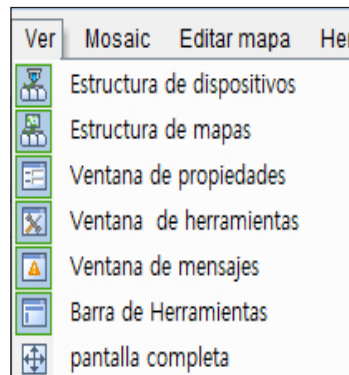 Ver Mosaic Editar mapa Her
Estructura de dispositivos
Estructura de mapas
Ventana de propiedades
Ventana de herramientas
Ventana de mensajes
Barra de Herramientas
pantalla completa